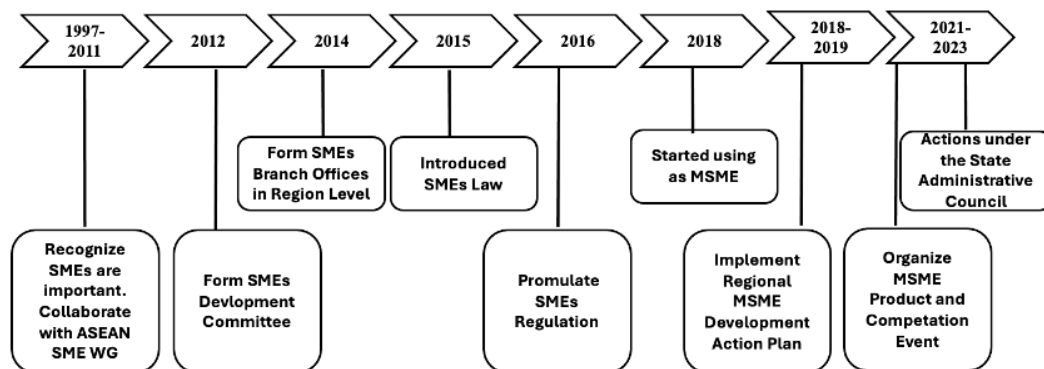 1997-
2011
2012
2014
2015
2016
2018
2018-
2019
2021-
2023
Form SMEs
Branch Offices
in Region Level
Introduced
SMEs Law
Started using
as MSME
Actions under
the State
Administrative
Council
Recognize
SMEs are
important.
Collaborate
with ASEAN
SME WG
Form SMEs
Devlopment
Committee
Promulate
SMEs
Regulation
Implement
Regional
MSME
Development
Action Plan
Organize
MSME
Product and
Competation
Event